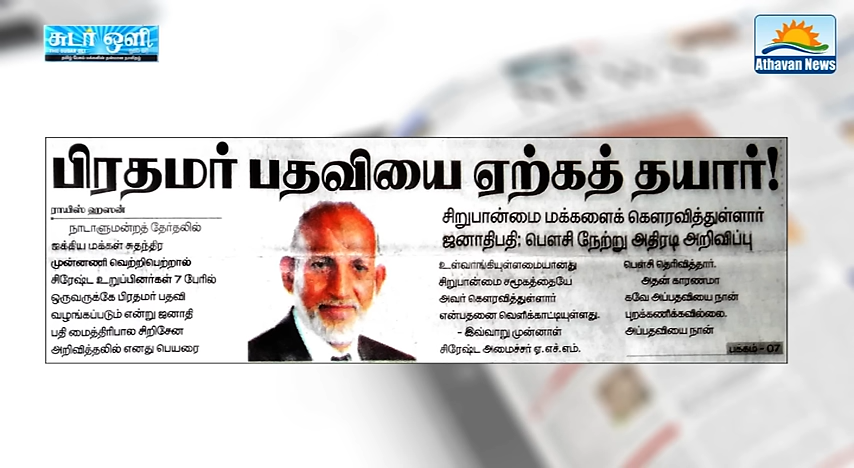 சுடர் ஒளி
Athavan News
பிரதமர் பதவியை ஏற்கத் தயார்!
சிறுபான்மை மக்களைக் கௌரவித்துள்ளார்
ஜனாதிபதி; பௌசி நேற்று அதிரடி அறிவிப்பு
ராயிஸ் ஹஸன்
நாடாளுமன்றத் தேர்தலில்
ஐக்கிய மக்கள் சுதந்திர
முன்னணி வெற்றிபெற்றால்
சிரேஷ்ட உறுப்பினர்கள் 7 பேரில்
ஒருவருக்கே பிரதமர் பதவி
வழங்கப்படும் என்று ஜனாதி
பதி மைத்திரிபால சிறிசேன
அறிவித்தலில் எனது பெயரை
உள்வாங்கியுள்ளமையானது
சிறுபான்மை சமூகத்தையே
அவர் கௌரவித்துள்ளார்
என்பதனை வெளிக்காட்டியுள்ளது.
- இவ்வாறு முன்னாள்
சிரேஷ்ட அமைச்சர் ஏ.எச்.எம்.
பௌசி தெரிவித்தார்.
அதன் காரணமா
கவே அப்பதவியை நான்
புறக்கணிக்கவில்லை.
அப்பதவியை நான்
பக்கம் - 07